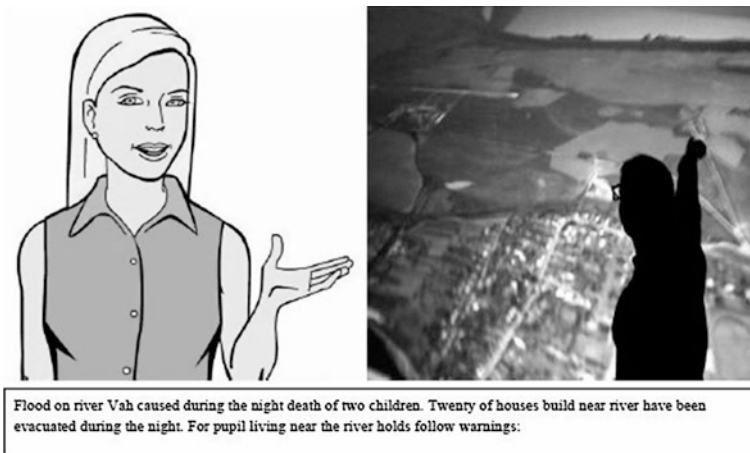 Flood on river Vah caused during the night death of two children. Twenty of houses build near river have been
evacuated during the night. For pupil living near the river holds follow warnings: